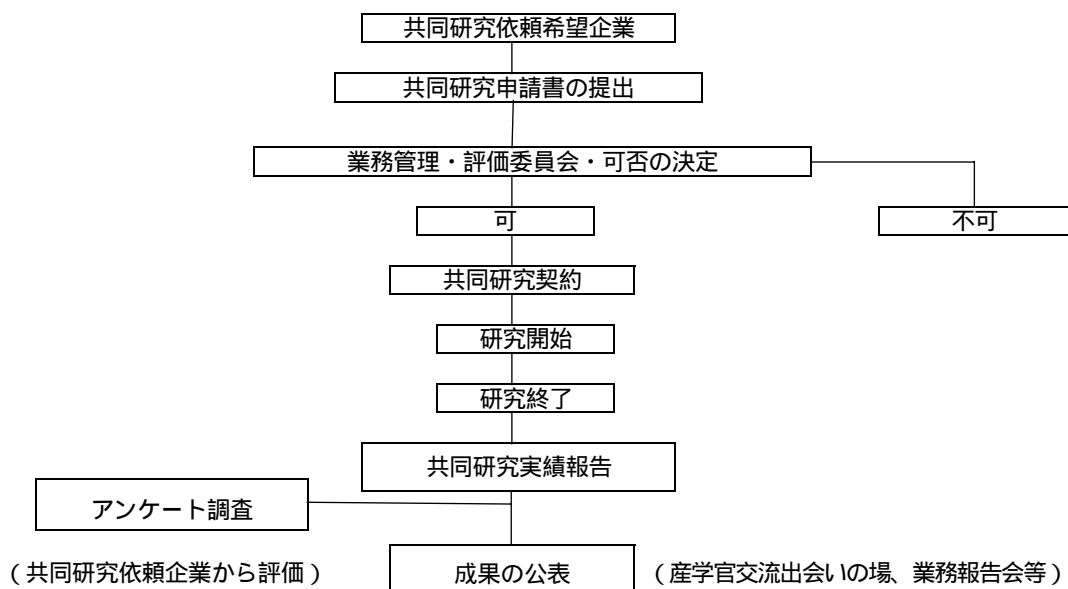 共同研究依頼希望企業
共同研究申請書の提出
業務管理・評価委員会・可否の決定
可
不可
共同研究契約
研究開始
研究終了
共同研究実績報告
アンケート調査
(共同研究依頼企業から評価)
成果の公表
(産学官交流出会いの場、業務報告会等)